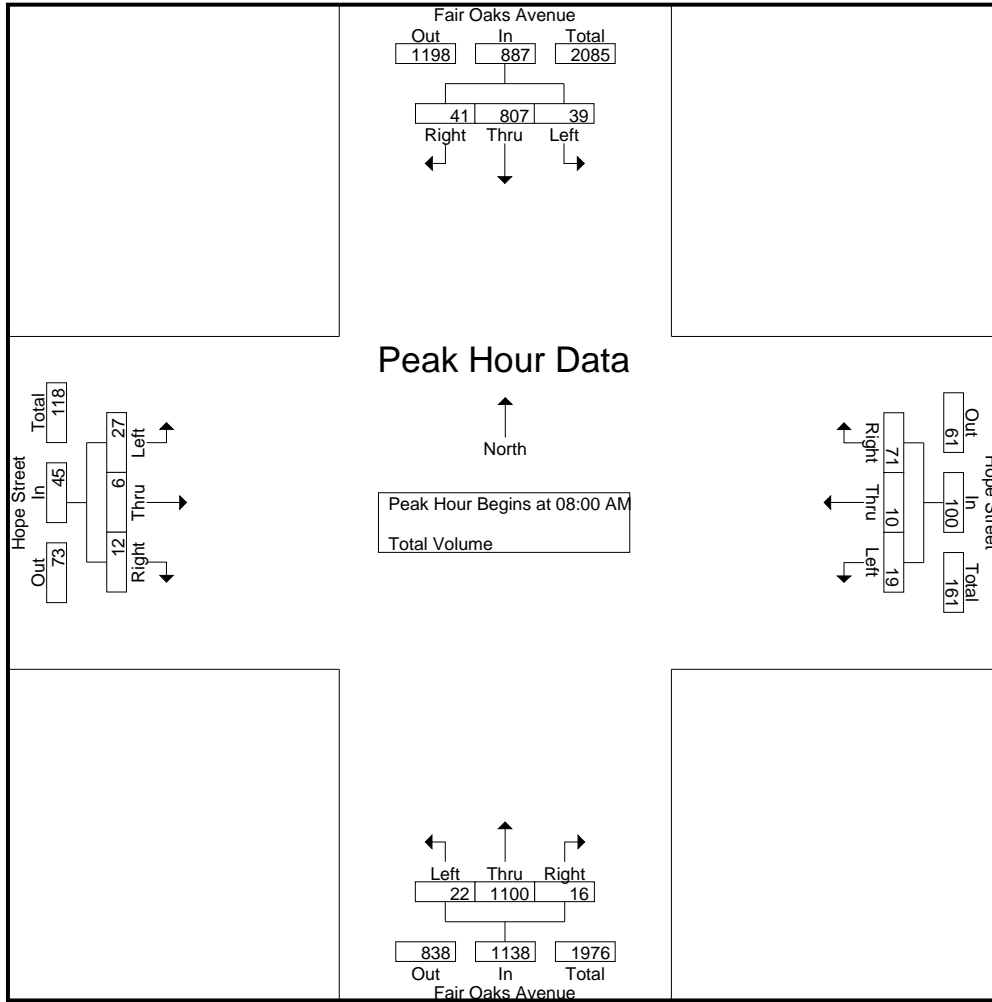 Fair Oaks Avenue
Out In Total
1198 887 2085
41 807 39
Right Thru Left
Peak Hour Data
North
Peak Hour Begins at 08:00 AM
Total Volume
Hope Street
Total In Out
118 45 73
27 6 12
Left Thru Right
Hope Street
Out In Total
61 100 161
71 10 19
Right Thru Left
Left Thru Right
22 1100 16
838 1138 1976
Out In Total
Fair Oaks Avenue